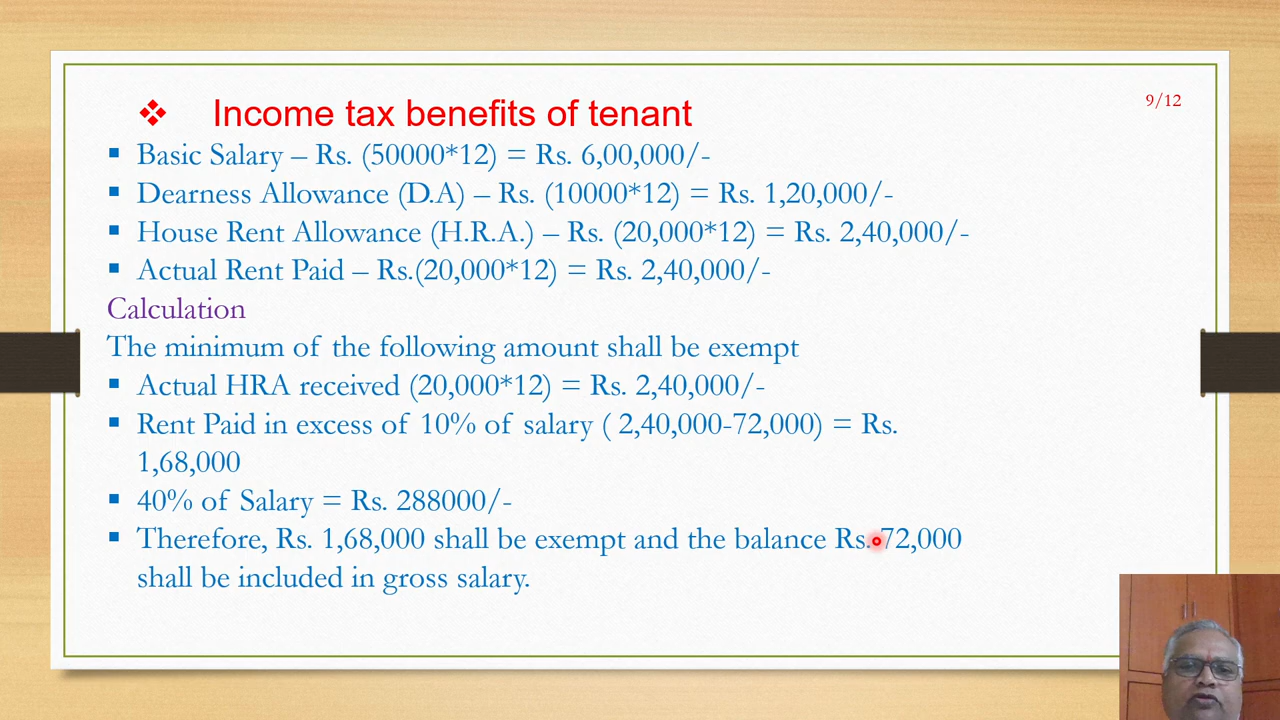 9/12
❖ Income tax benefits of tenant
▪ Basic Salary – Rs. (50000*12) = Rs. 6,00,000/-
▪ Dearness Allowance (D.A) – Rs. (10000*12) = Rs. 1,20,000/-
▪ House Rent Allowance (H.R.A.) – Rs. (20,000*12) = Rs. 2,40,000/-
▪ Actual Rent Paid – Rs.(20,000*12) = Rs. 2,40,000/-
Calculation
The minimum of the following amount shall be exempt
▪ Actual HRA received (20,000*12) = Rs. 2,40,000/-
▪ Rent Paid in excess of 10% of salary ( 2,40,000-72,000) = Rs.
1,68,000
▪ 40% of Salary = Rs. 288000/-
▪ Therefore, Rs. 1,68,000 shall be exempt and the balance Rs. 72,000
shall be included in gross salary.